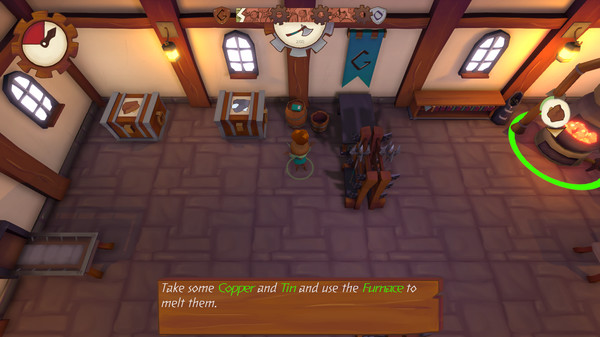 G
Take some Copper and Tin and use the Furnace to
melt them.